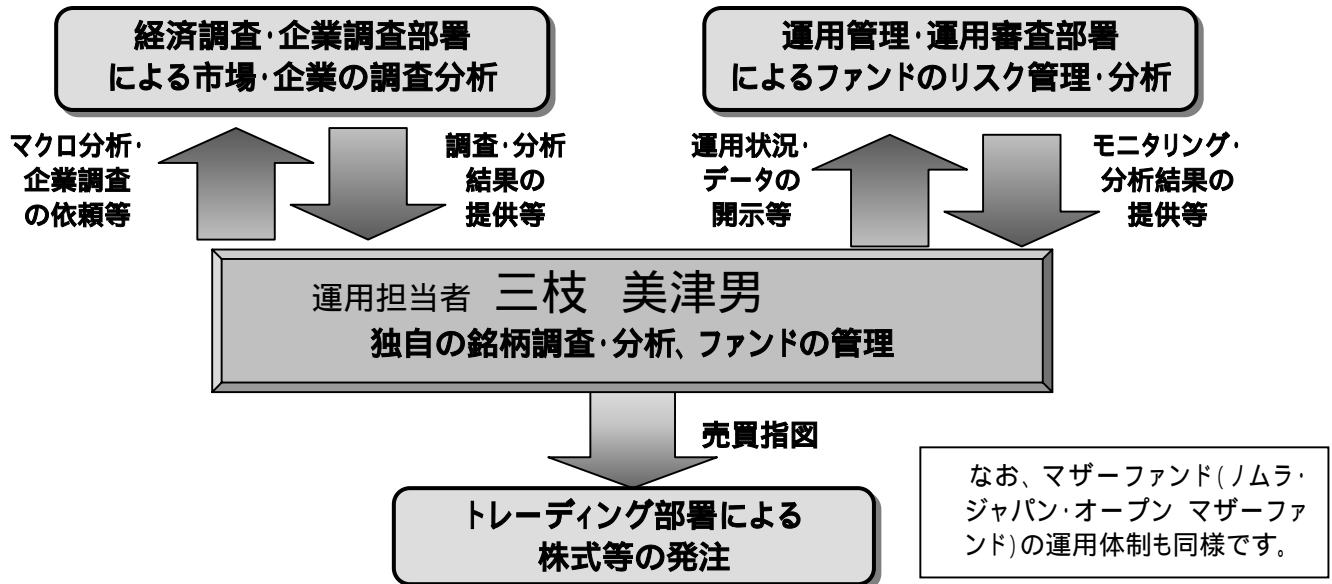 経済調査・企業調査部署
による市場・企業の調査分析
運用管理・運用審査部署
によるファンドのリスク管理・分析
マクロ分析・
企業調査
の依頼等
調査・分析
結果の
提供等
運用状況・
データの
開示等
モニタリング・
分析結果の
提供等
運用担当者 三枝 美津男
独自の銘柄調査・分析、ファンドの管理
売買指図
トレーディング部署による
株式等の発注
なお、マザーファンド(ノムラ・
ジャパン・オープン マザーファ
ンド)の運用体制も同様です。